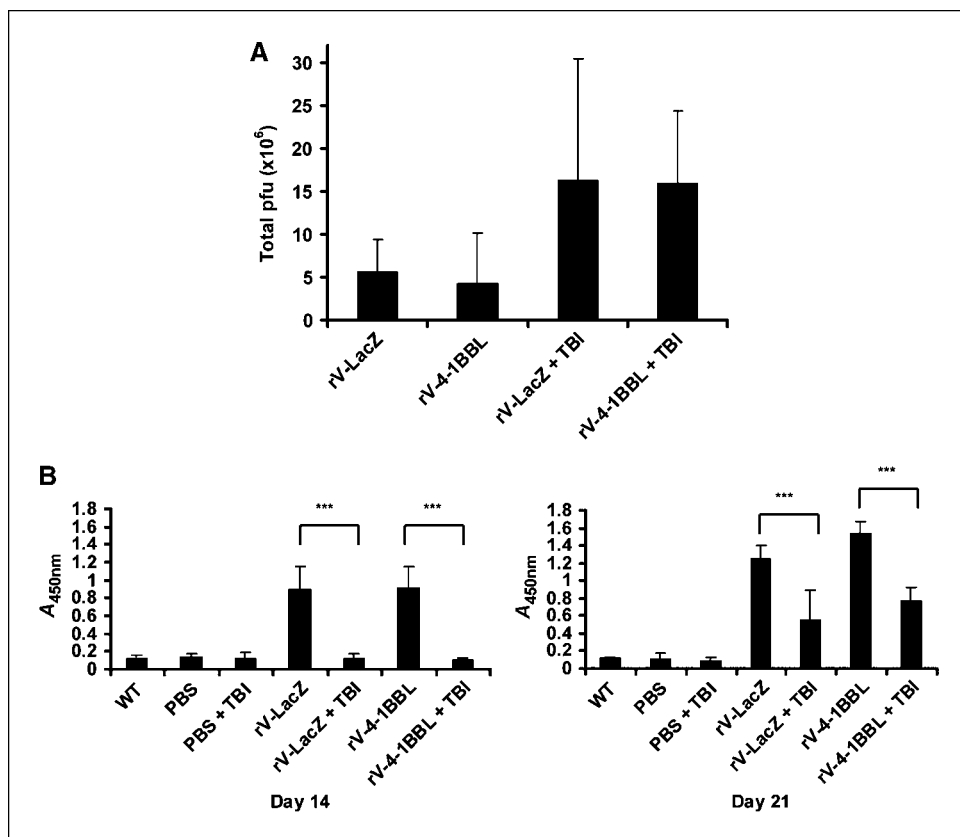 A
Total pfu (x10⁶)
30
25
20
15
10
5
0
rV-LacZ
rV-4-1BBL
rV-LacZ + TBI
rV-4-1BBL + TBI
B
A450nm
1.8
1.6
1.4
1.2
1
0.8
0.6
0.4
0.2
0
***
***
WT
PBS
PBS + TBI
rV-LacZ
rV-LacZ + TBI
rV-4-1BBL
rV-4-1BBL + TBI
Day 14
A450nm
1.8
1.6
1.4
1.2
1
0.8
0.6
0.4
0.2
0
***
***
WT
PBS
PBS + TBI
rV-LacZ
rV-LacZ + TBI
rV-4-1BBL
rV-4-1BBL + TBI
Day 21